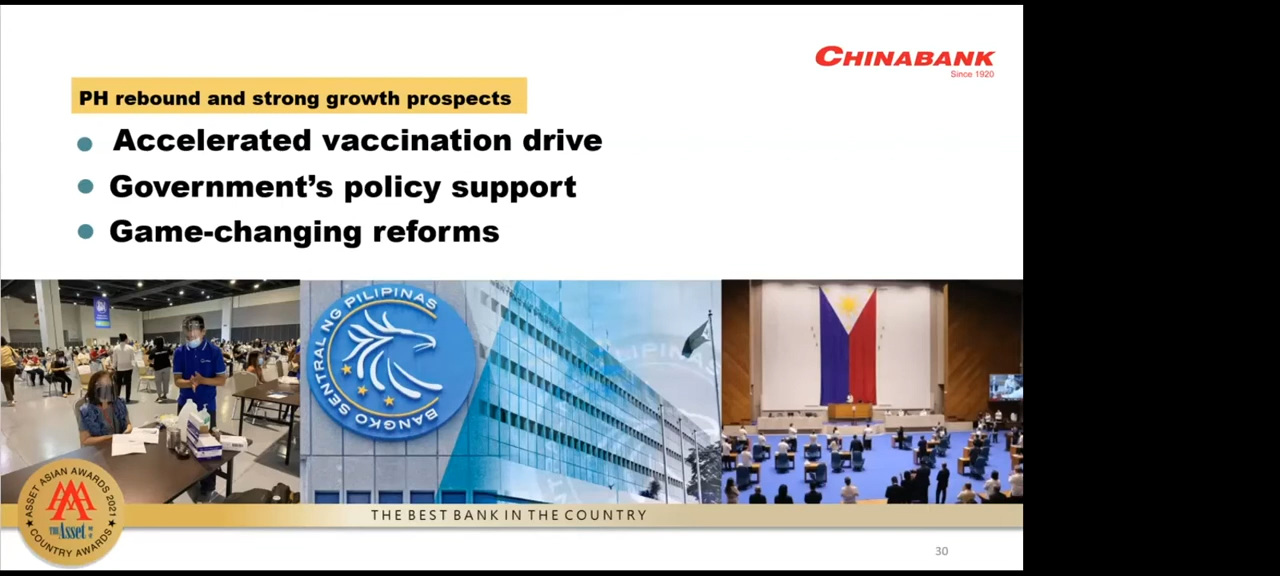 CHINABANK
Since 1920
PH rebound and strong growth prospects
Accelerated vaccination drive
Government’s policy support
Game-changing reforms
BANGKO SENTRAL NG PILIPINAS
ASSET ASIAN AWARDS 2021
AAA
The Asset
COUNTRY AWARDS
THE BEST BANK IN THE COUNTRY
30